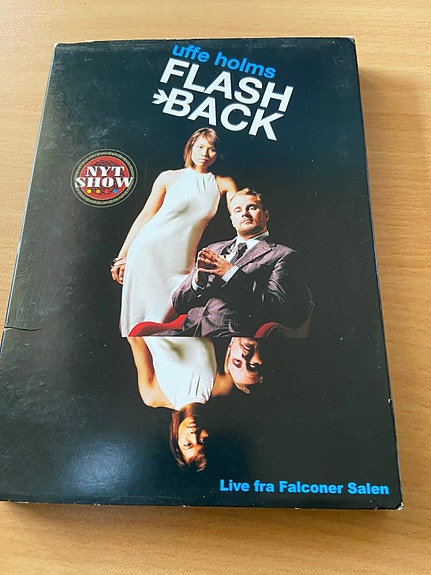 uffe holms
FLASH
BACK
NYT
SHOW
Live fra Falconer Salen